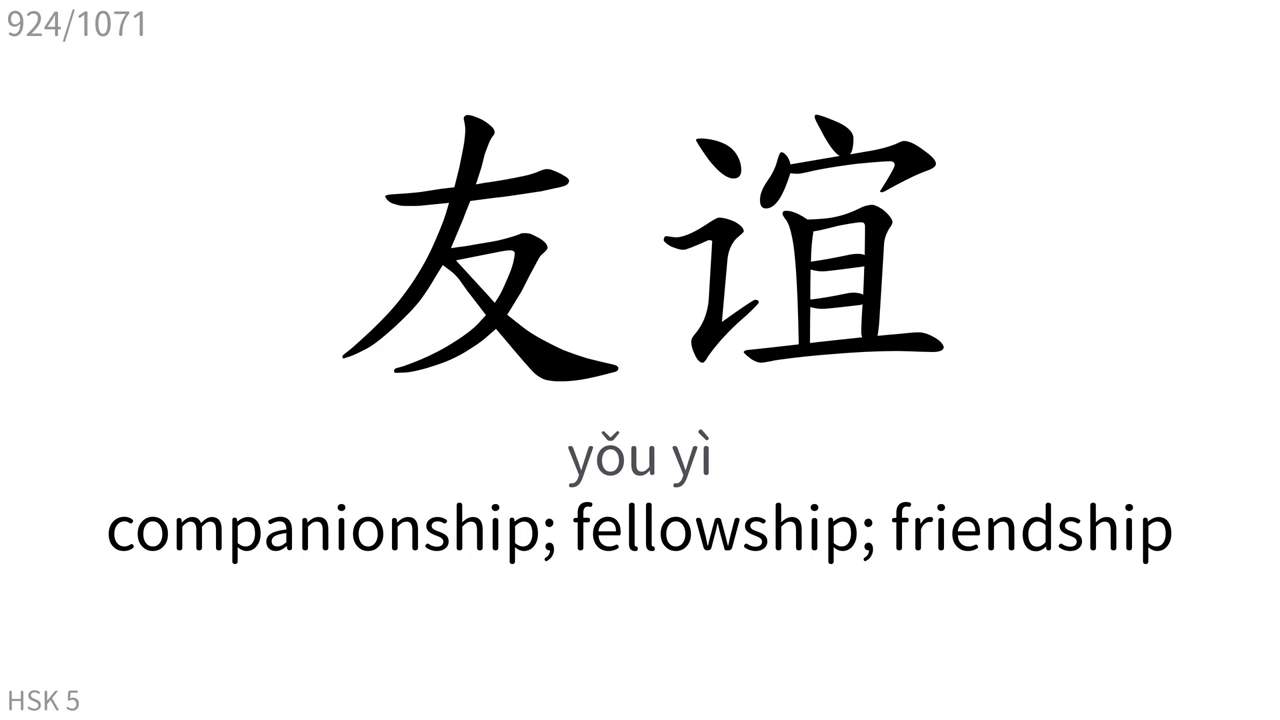 924/1071
友谊
yǒu yì
companionship; fellowship; friendship
HSK 5